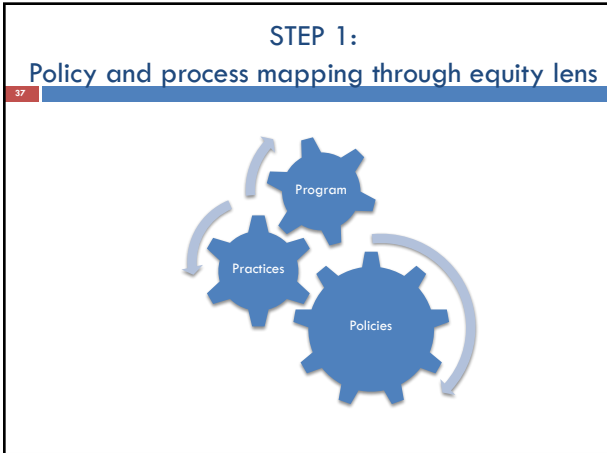 STEP 1:
Policy and process mapping through equity lens
37
Program
Practices
Policies